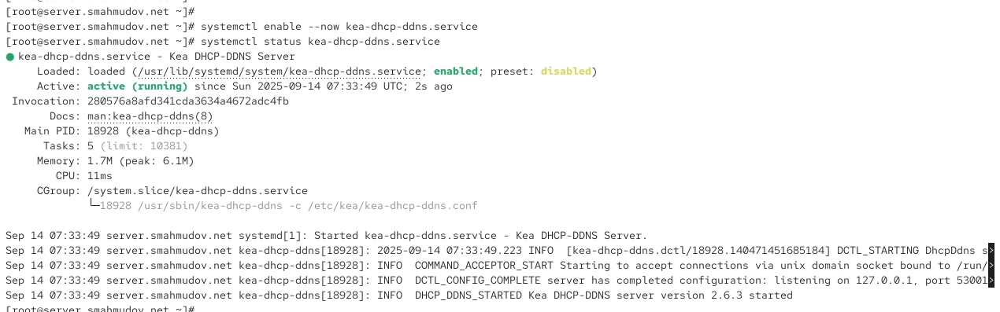 [root@server.smahmudov.net ~]#
[root@server.smahmudov.net ~]# systemctl enable --now kea-dhcp-ddns.service
[root@server.smahmudov.net ~]# systemctl status kea-dhcp-ddns.service
● kea-dhcp-ddns.service - Kea DHCP-DDNS Server
     Loaded: loaded (/usr/lib/systemd/system/kea-dhcp-ddns.service; enabled; preset: disabled)
     Active: active (running) since Sun 2025-09-14 07:33:49 UTC; 2s ago
 Invocation: 280576a8afd341cda3634a4672adc4fb
       Docs: man:kea-dhcp-ddns(8)
   Main PID: 18928 (kea-dhcp-ddns)
      Tasks: 5 (limit: 10381)
     Memory: 1.7M (peak: 6.1M)
        CPU: 11ms
     CGroup: /system.slice/kea-dhcp-ddns.service
             └─18928 /usr/sbin/kea-dhcp-ddns -c /etc/kea/kea-dhcp-ddns.conf

Sep 14 07:33:49 server.smahmudov.net systemd[1]: Started kea-dhcp-ddns.service - Kea DHCP-DDNS Server.
Sep 14 07:33:49 server.smahmudov.net kea-dhcp-ddns[18928]: 2025-09-14 07:33:49.223 INFO  [kea-dhcp-ddns.dctl/18928.140471451685184] DCTL_STARTING DhcpDdns s>
Sep 14 07:33:49 server.smahmudov.net kea-dhcp-ddns[18928]: INFO  COMMAND_ACCEPTOR_START Starting to accept connections via unix domain socket bound to /run/>
Sep 14 07:33:49 server.smahmudov.net kea-dhcp-ddns[18928]: INFO  DCTL_CONFIG_COMPLETE server has completed configuration: listening on 127.0.0.1, port 53001>
Sep 14 07:33:49 server.smahmudov.net kea-dhcp-ddns[18928]: INFO  DHCP_DDNS_STARTED Kea DHCP-DDNS server version 2.6.3 started
[root@server.smahmudov.net ~]#